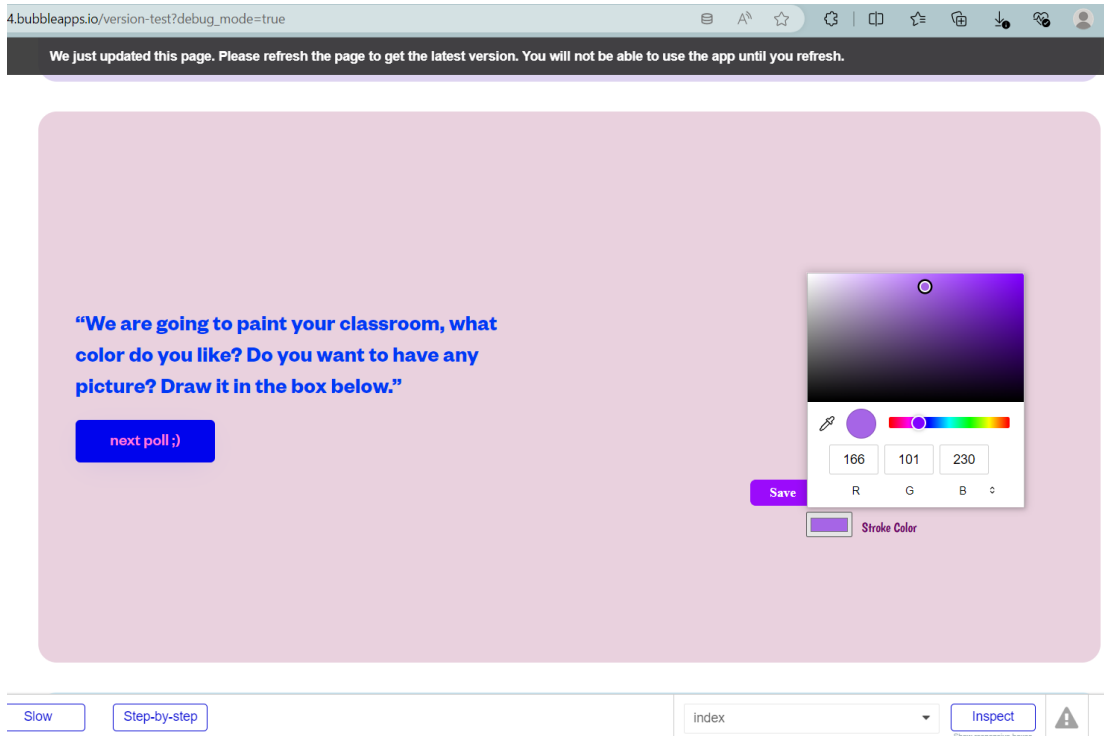 4.bubbleapps.io/version-test?debug_mode=true
We just updated this page. Please refresh the page to get the latest version. You will not be able to use the app until you refresh.
“We are going to paint your classroom, what
color do you like? Do you want to have any
picture? Draw it in the box below.”
next poll ;)
166 101 230
R G B
Save
Stroke Color
Slow Step-by-step index Inspect